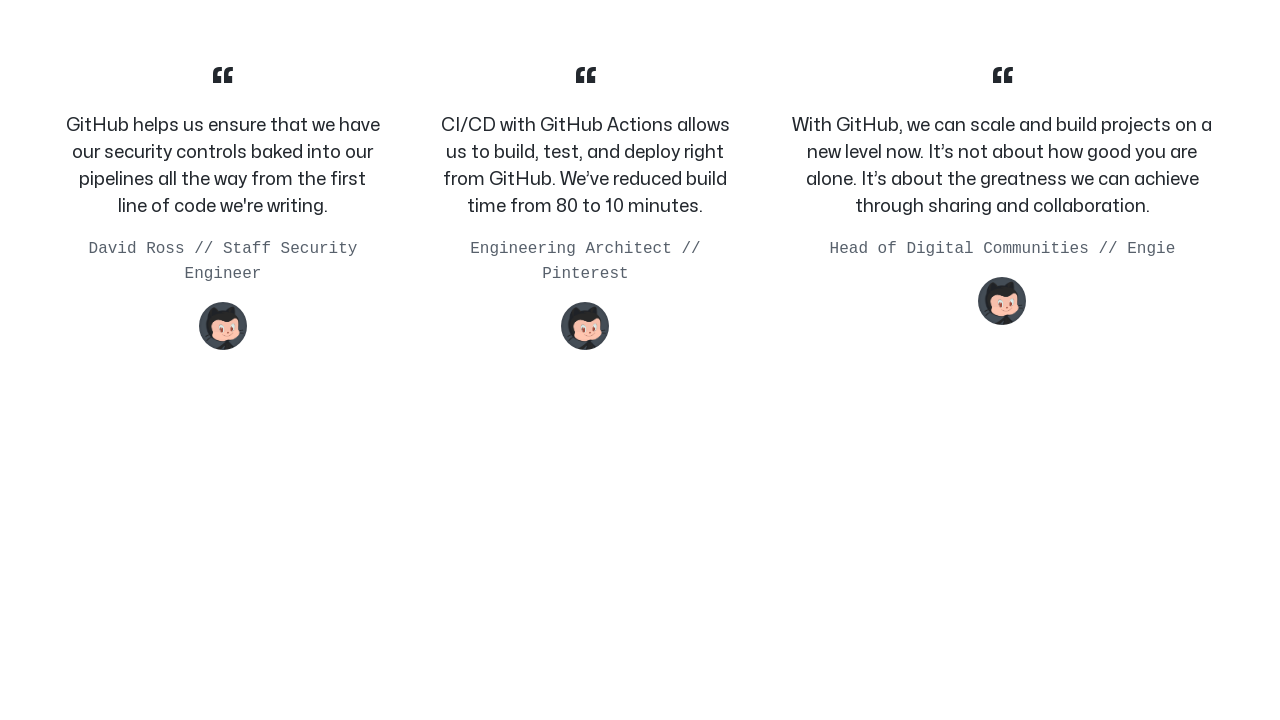 “
GitHub helps us ensure that we have
our security controls baked into our
pipelines all the way from the first
line of code we're writing.
David Ross // Staff Security
Engineer
“
CI/CD with GitHub Actions allows
us to build, test, and deploy right
from GitHub. We’ve reduced build
time from 80 to 10 minutes.
Engineering Architect //
Pinterest
“
With GitHub, we can scale and build projects on a
new level now. It’s not about how good you are
alone. It’s about the greatness we can achieve
through sharing and collaboration.
Head of Digital Communities // Engie